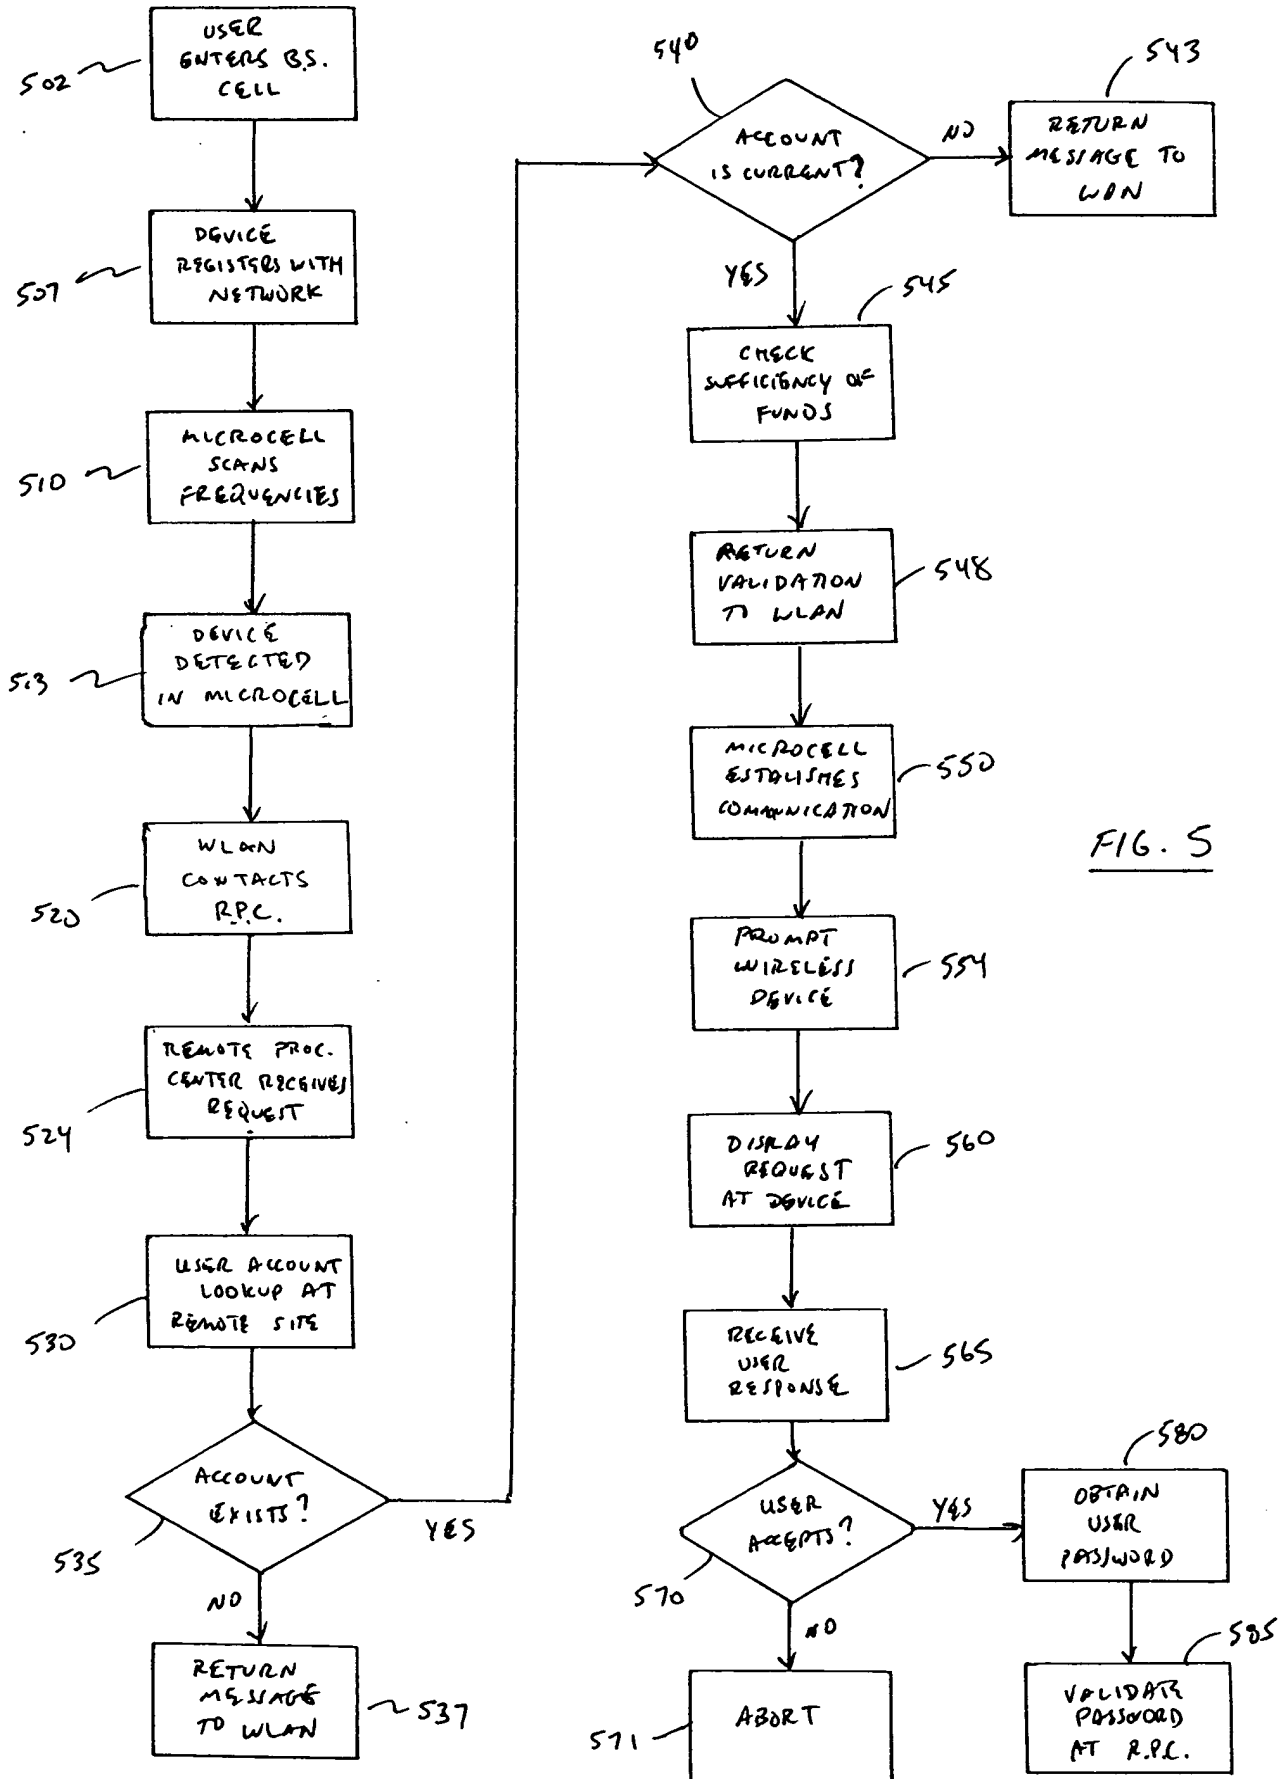 USER
ENTERS B.S.
CELL
502
DEVICE
REGISTERS WITH
NETWORK
507
MICROCELL
SCANS
FREQUENCIES
510
DEVICE
DETECTED
IN MICROCELL
513
WLAN
CONTACTS
R.P.C.
520
REMOTE PROC.
CENTER RECEIVES
REQUEST
524
USER ACCOUNT
LOOKUP AT
REMOTE SITE
530
ACCOUNT
EXISTS?
535
YES
NO
RETURN
MESSAGE
TO WLAN
537
540
ACCOUNT
IS CURRENT?
NO
543
RETURN
MESSAGE TO
WAN
YES
545
CHECK
SUFFICIENCY OF
FUNDS
RETURN
VALIDATION
TO WLAN
548
MICROCELL
ESTALISHES
COMMUNICATION
550
PROMPT
WIRELESS
DEVICE
554
DISPLAY
REQUEST
AT DEVICE
560
RECEIVE
USER
RESPONSE
565
USER
ACCEPTS?
570
YES
NO
ABORT
571
580
OBTAIN
USER
PASSWORD
585
VALIDATE
PASSWORD
AT R.P.C.
FIG. 5